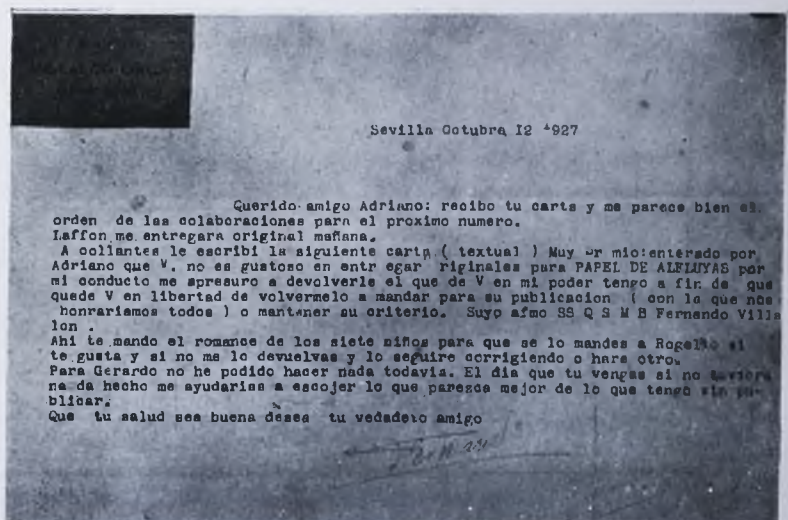 Sevilla Octubra I2 1927
Querido amigo Adriano: recibo tu carta y me parece bien el
orden de las colaboraciones para el proximo numero.
Laffon me entregara original mañana.
A collantes le escribi la siguiente carta ( textual ) Muy Sr mio:enterado por
Adriano que V. no es gustoso en entr egar riginales para PAPEL DE ALELUYAS por
mi conducto me apresuro a devolverle el que de V en mi poder tengo a fin de que
quede V en libertad de volvermelo a mandar para su publicacion ( con lo que nos
honrariamos todos ) o mantener su criterio. Suyo afmo SS Q S M B Fernando Villa
lon .
Ahi te mando el romance de los siete niños para que se lo mandes a Rogelio si
te gusta y si no me lo devuelvas y lo seguire corrigiendo o hare otro.
Para Gerardo no he podido hacer nada todavia. El dia que tu vengas si no tuviera
na da hecho me ayudarias a escojer lo que parezca mejor de lo que tengo sin pu-
blicar.
Que tu salud sea buena desea tu vedadeto amigo